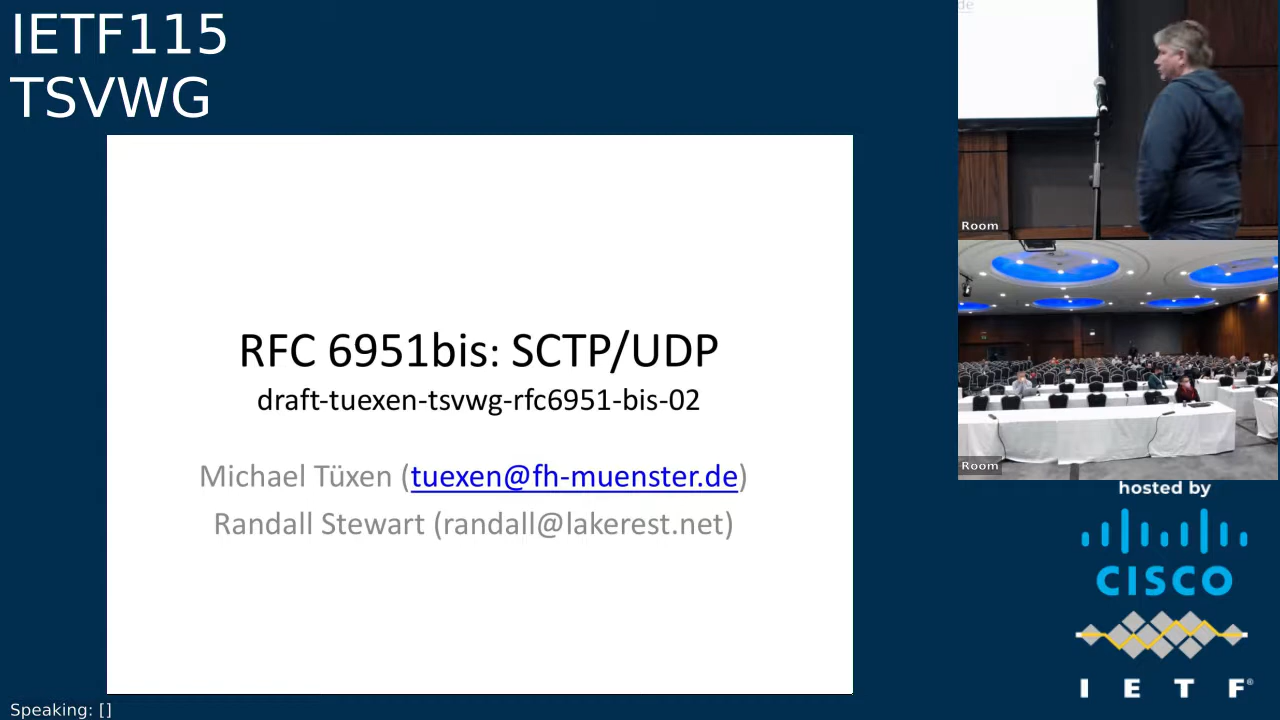 IETF115
TSVWG
de
RFC 6951bis: SCTP/UDP
draft-tuexen-tsvwg-rfc6951-bis-02
Michael Tüxen (tuexen@fh-muenster.de)
Randall Stewart (randall@lakerest.net)
Room
Room
hosted by
CISCO
I E T F®
Speaking: []